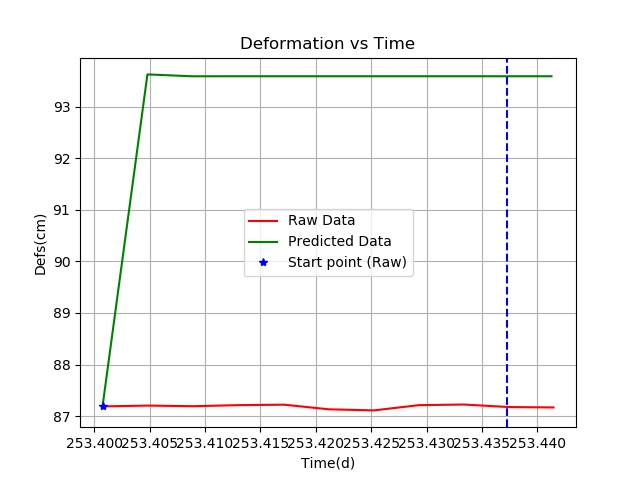 Deformation vs Time
93
92
91
90
89
88
87
Defs(cm)
Raw Data
Predicted Data
Start point (Raw)
253.400 253.405 253.410 253.415 253.420 253.425 253.430 253.435 253.440
Time(d)